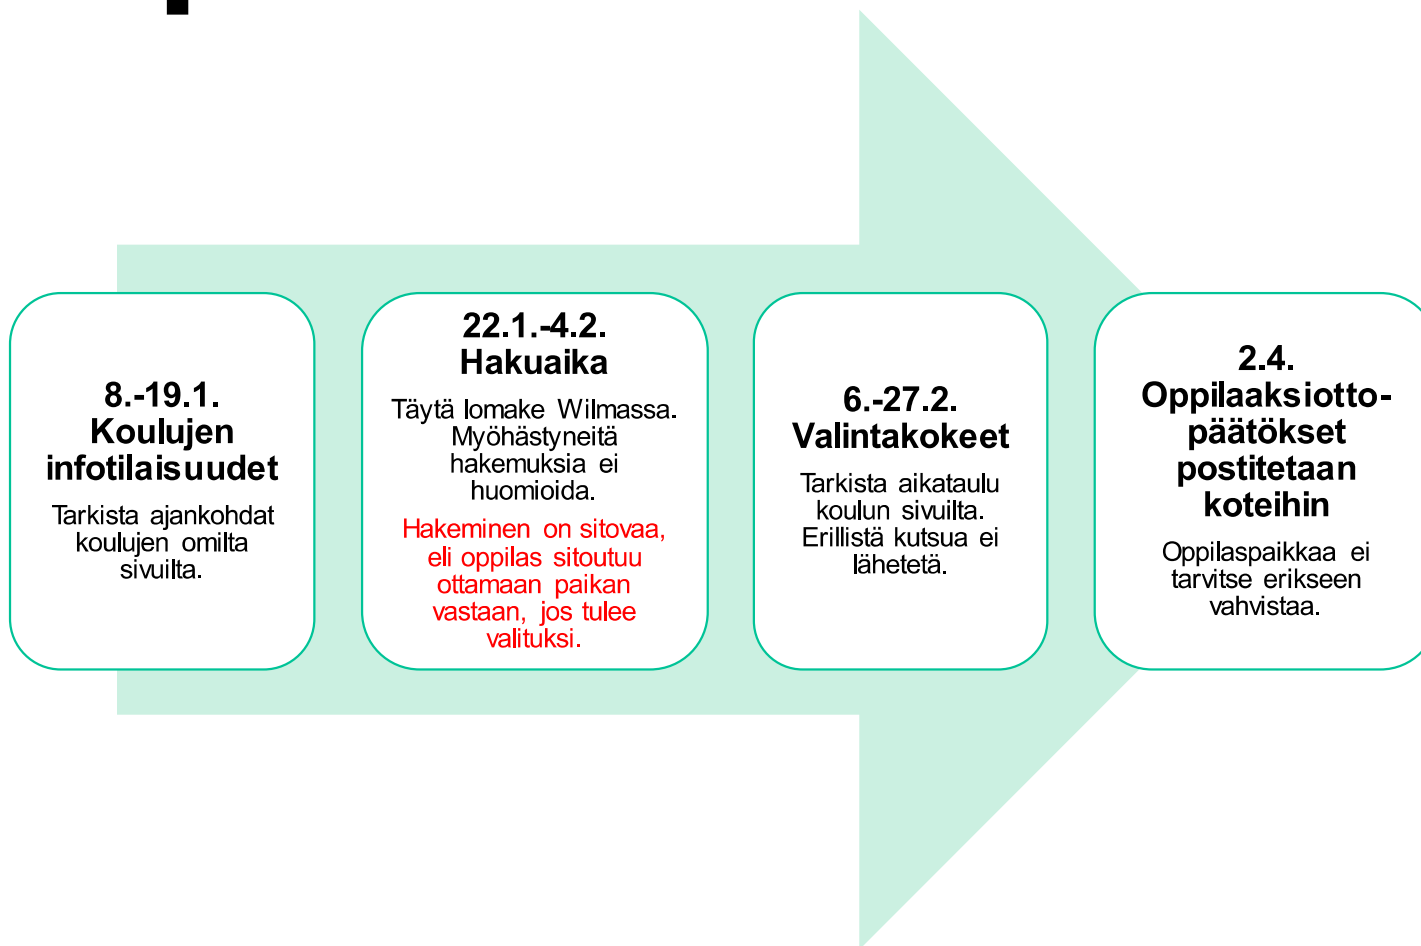 8.-19.1.
Koulujen
infotilaisuudet
Tarkista ajankohdat
koulujen omilta
sivuilta.
22.1.-4.2.
Hakuaika
Täytä lomake Wilmassa.
Myöhästyneitä
hakemuksia ei
huomioida.
Hakeminen on sitovaa,
eli oppilas sitoutuu
ottamaan paikan
vastaan, jos tulee
valituksi.
6.-27.2.
Valintakokeet
Tarkista aikataulu
koulun sivuilta.
Erillistä kutsua ei
lähetetä.
2.4.
Oppilaaksiotto-
päätökset
postitetaan
koteihin
Oppilaspaikkaa ei
tarvitse erikseen
vahvistaa.